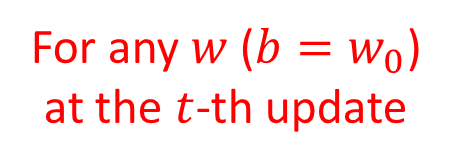 For any w (b = w₀)
at the t-th update